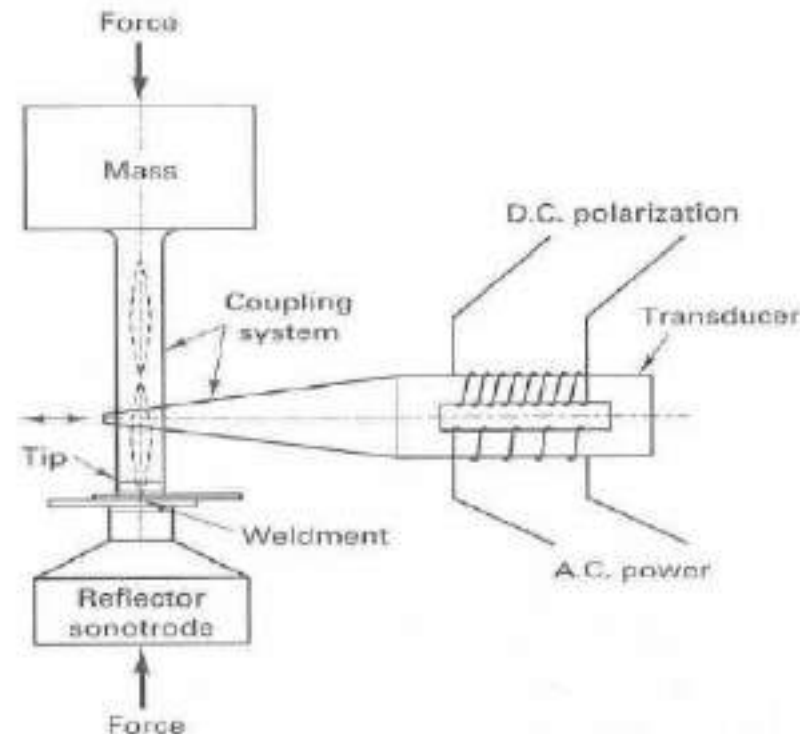 Force
Mass
D.C. polarization
Coupling
system
Transducer
Tip
Weldment
A.C. power
Reflector
sonotrode
Force